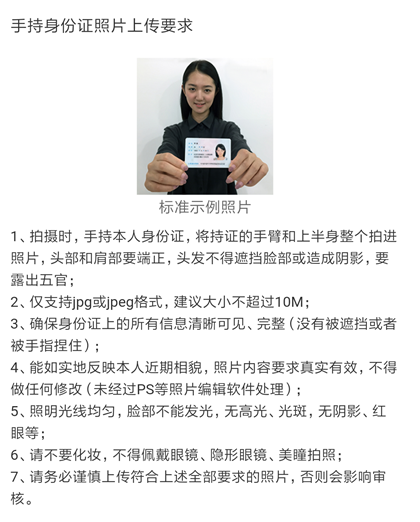 手持身份证照片上传要求
标准示例照片
1、拍摄时，手持本人身份证，将持证的手臂和上半身整个拍进
照片，头部和肩部要端正，头发不得遮挡脸部或造成阴影，要
露出五官；
2、仅支持jpg或jpeg格式，建议大小不超过10M；
3、确保身份证上的所有信息清晰可见、完整（没有被遮挡或者
被手指捏住）；
4、能如实地反映本人近期相貌，照片内容要求真实有效，不得
做任何修改（未经过PS等照片编辑软件处理）；
5、照明光线均匀，脸部不能发光，无高光、光斑，无阴影、红
眼等；
6、请不要化妆，不得佩戴眼镜、隐形眼镜、美瞳拍照；
7、请务必谨慎上传符合上述全部要求的照片，否则会影响审
核。